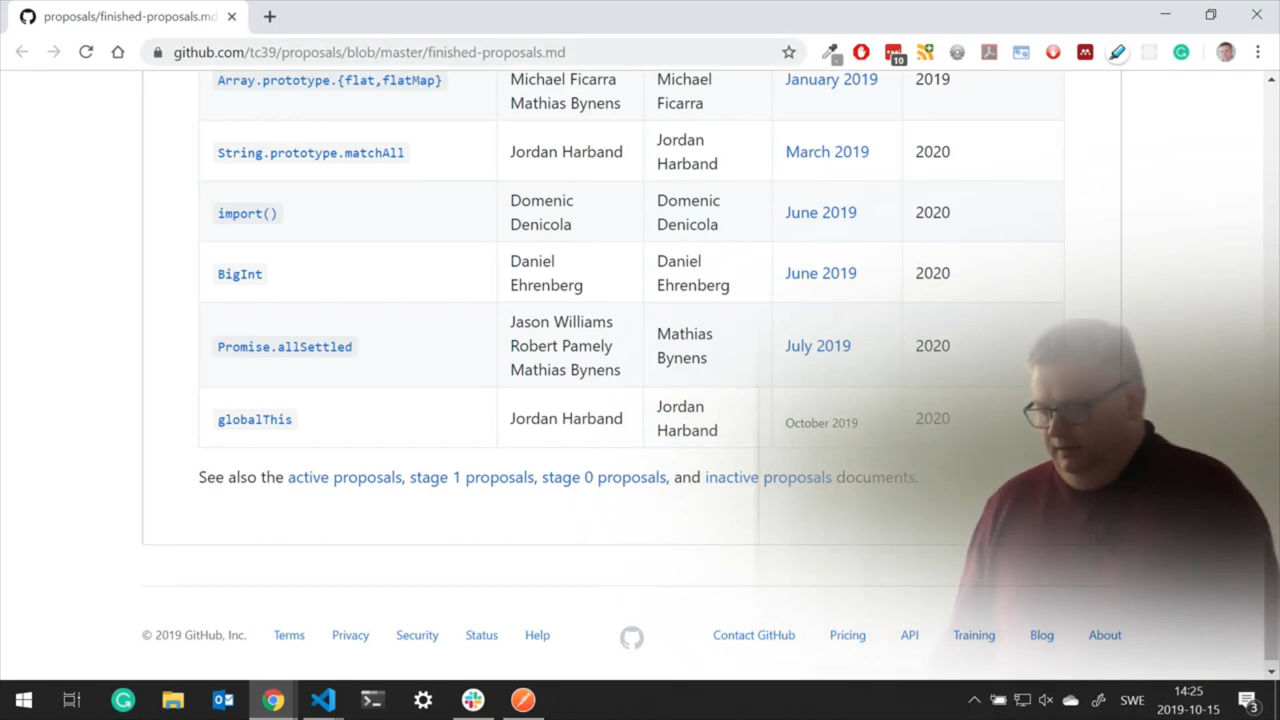 proposals/finished-proposals.md
github.com/tc39/proposals/blob/master/finished-proposals.md
10
Array.prototype.{flat,flatMap}
Michael Ficarra
Mathias Bynens
Michael
Ficarra
January 2019
2019
String.prototype.matchAll
Jordan Harband
Jordan
Harband
March 2019
2020
import()
Domenic
Denicola
Domenic
Denicola
June 2019
2020
BigInt
Daniel
Ehrenberg
Daniel
Ehrenberg
June 2019
2020
Promise.allSettled
Jason Williams
Robert Pamely
Mathias Bynens
Mathias
Bynens
July 2019
2020
globalThis
Jordan Harband
Jordan
Harband
October 2019
2020
See also the active proposals, stage 1 proposals, stage 0 proposals, and inactive proposals documents.
© 2019 GitHub, Inc. Terms Privacy Security Status Help Contact GitHub Pricing API Training Blog About
SWE
14:25
2019-10-15
3